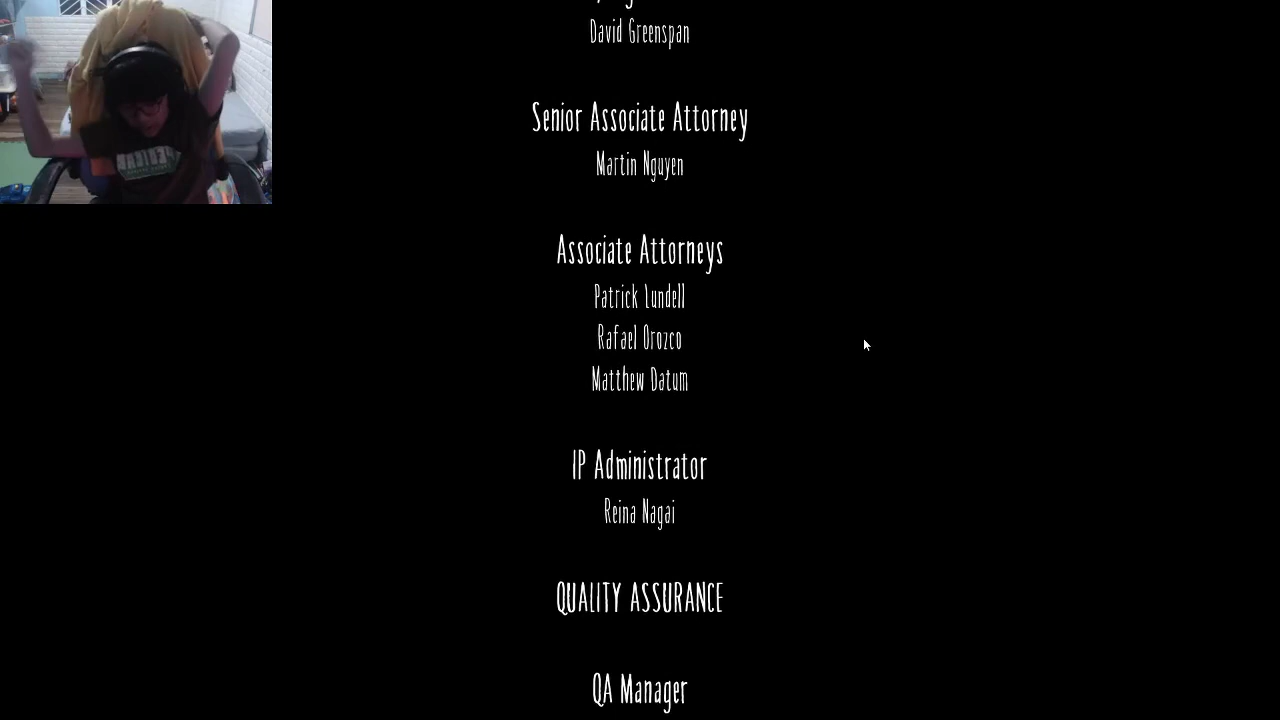 David Greenspan
Senior Associate Attorney
Martin Nguyen
Associate Attorneys
Patrick Lundell
Rafael Orozco
Matthew Datum
IP Administrator
Reina Nagai
QUALITY ASSURANCE
QA Manager